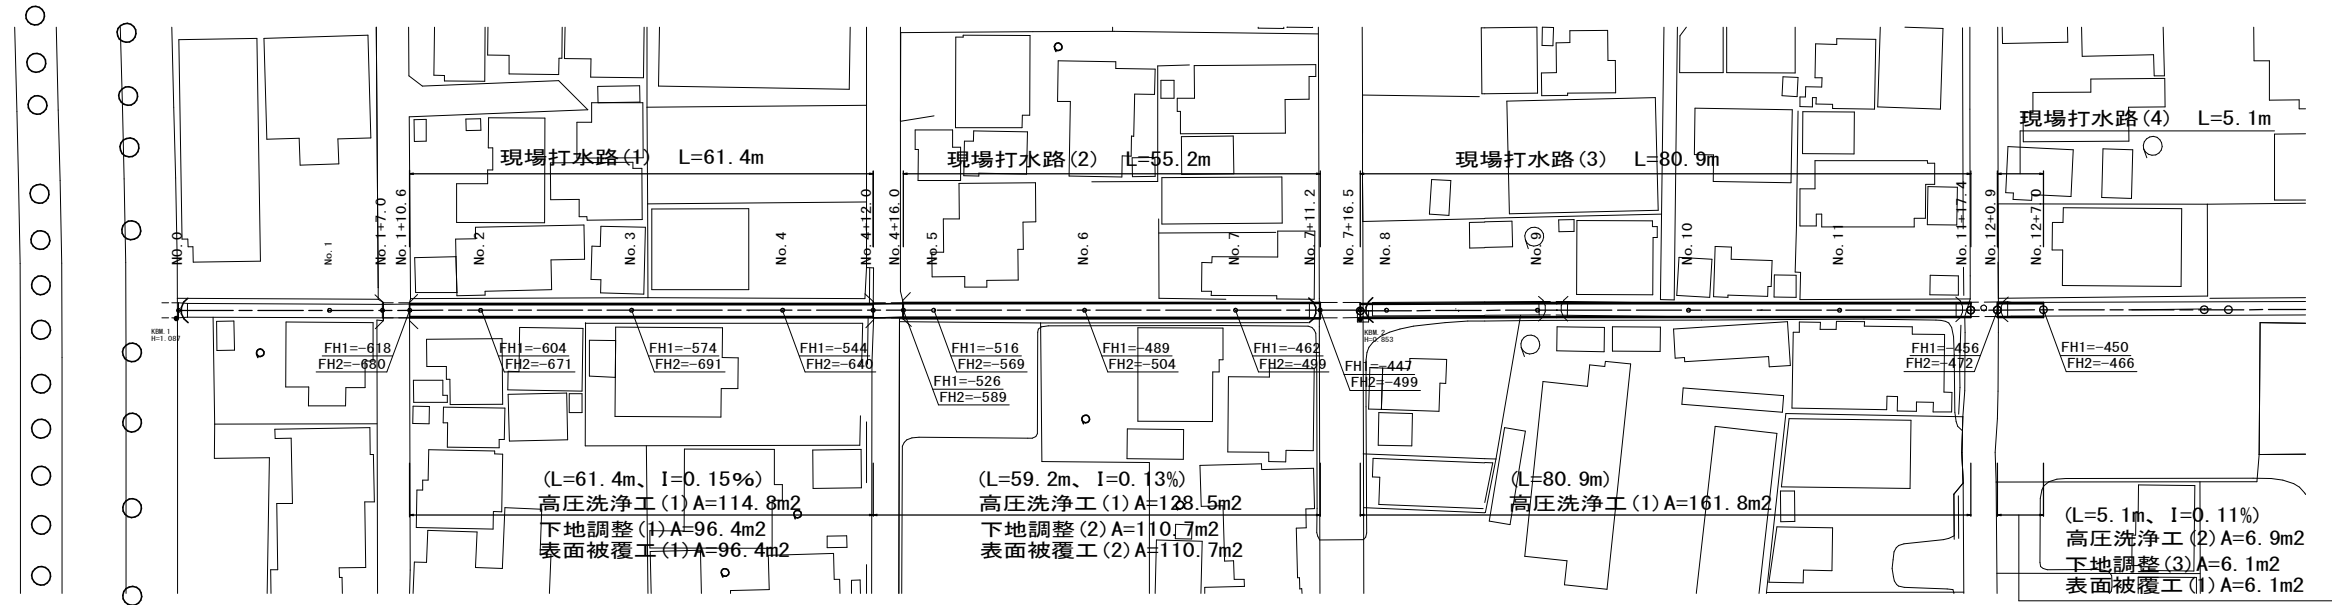 現場打水路(4) L=5.1m
現場打水路(1) L=61.4m
現場打水路(2) L=55.2m
現場打水路(3) L=80.9m
No.0
No.1
No.1+7.0
No.1+10.6
No.2
No.3
No.4
No.4+12.0
No.4+16.0
No.5
No.6
No.7
No.7+11.2
No.7+16.5
No.8
No.9
No.10
No.11
No.11+17.4
No.12+0.9
No.12+7.0
KBM.1
H=1.087
KBM.2
H=0.853
FH1=-618
FH2=-680
FH1=-604
FH2=-671
FH1=-574
FH2=-691
FH1=-544
FH2=-640
FH1=-516
FH2=-569
FH1=-526
FH2=-589
FH1=-489
FH2=-504
FH1=-462
FH2=-499
FH1=-447
FH2=-499
FH1=-456
FH2=-472
FH1=-450
FH2=-466
(L=61.4m、I=0.15%)
高圧洗浄工(1)A=114.8m2
下地調整(1)A=96.4m2
表面被覆工(1)A=96.4m2
(L=59.2m、I=0.13%)
高圧洗浄工(1)A=128.5m2
下地調整(2)A=110.7m2
表面被覆工(2)A=110.7m2
(L=80.9m)
高圧洗浄工(1)A=161.8m2
(L=5.1m、I=0.11%)
高圧洗浄工(2)A=6.9m2
下地調整(3)A=6.1m2
表面被覆工(1)A=6.1m2